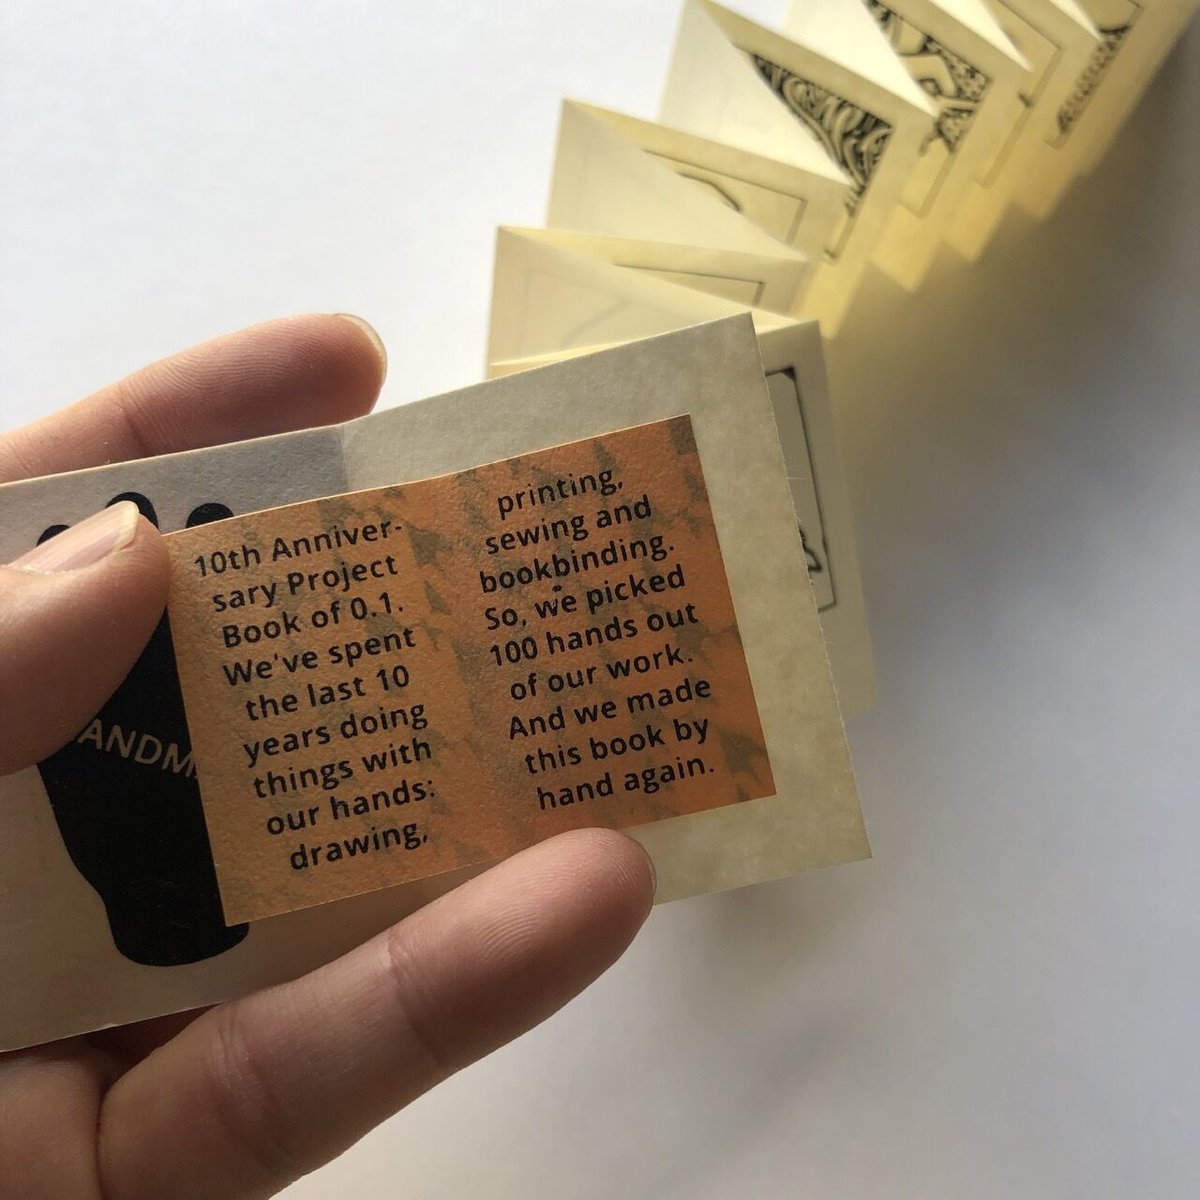 10th Anniver-
sary Project
Book of 0.1.
We've spent
the last 10
years doing
things with
our hands:
drawing,
printing,
sewing and
bookbinding.
So, we picked
100 hands out
of our work.
And we made
this book by
hand again.